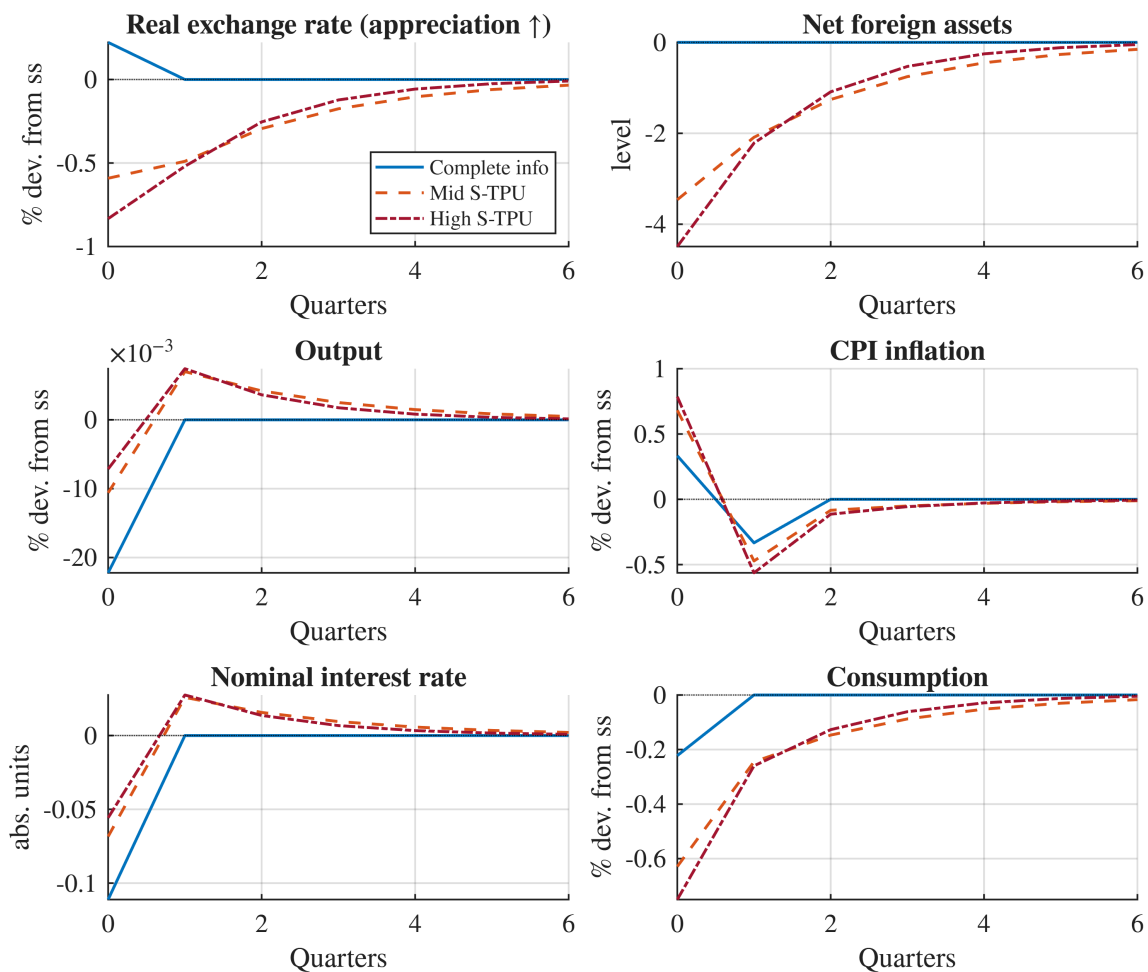 Real exchange rate (appreciation ↑)
% dev. from ss
0
-0.5
-1
Complete info
Mid S-TPU
High S-TPU
0 2 4 6
Quarters
Net foreign assets
level
0
-2
-4
0 2 4 6
Quarters
Output
×10⁻³
% dev. from ss
0
-10
-20
0 2 4 6
Quarters
CPI inflation
% dev. from ss
1
0.5
0
-0.5
0 2 4 6
Quarters
Nominal interest rate
abs. units
0
-0.05
-0.1
0 2 4 6
Quarters
Consumption
% dev. from ss
0
-0.2
-0.4
-0.6
0 2 4 6
Quarters